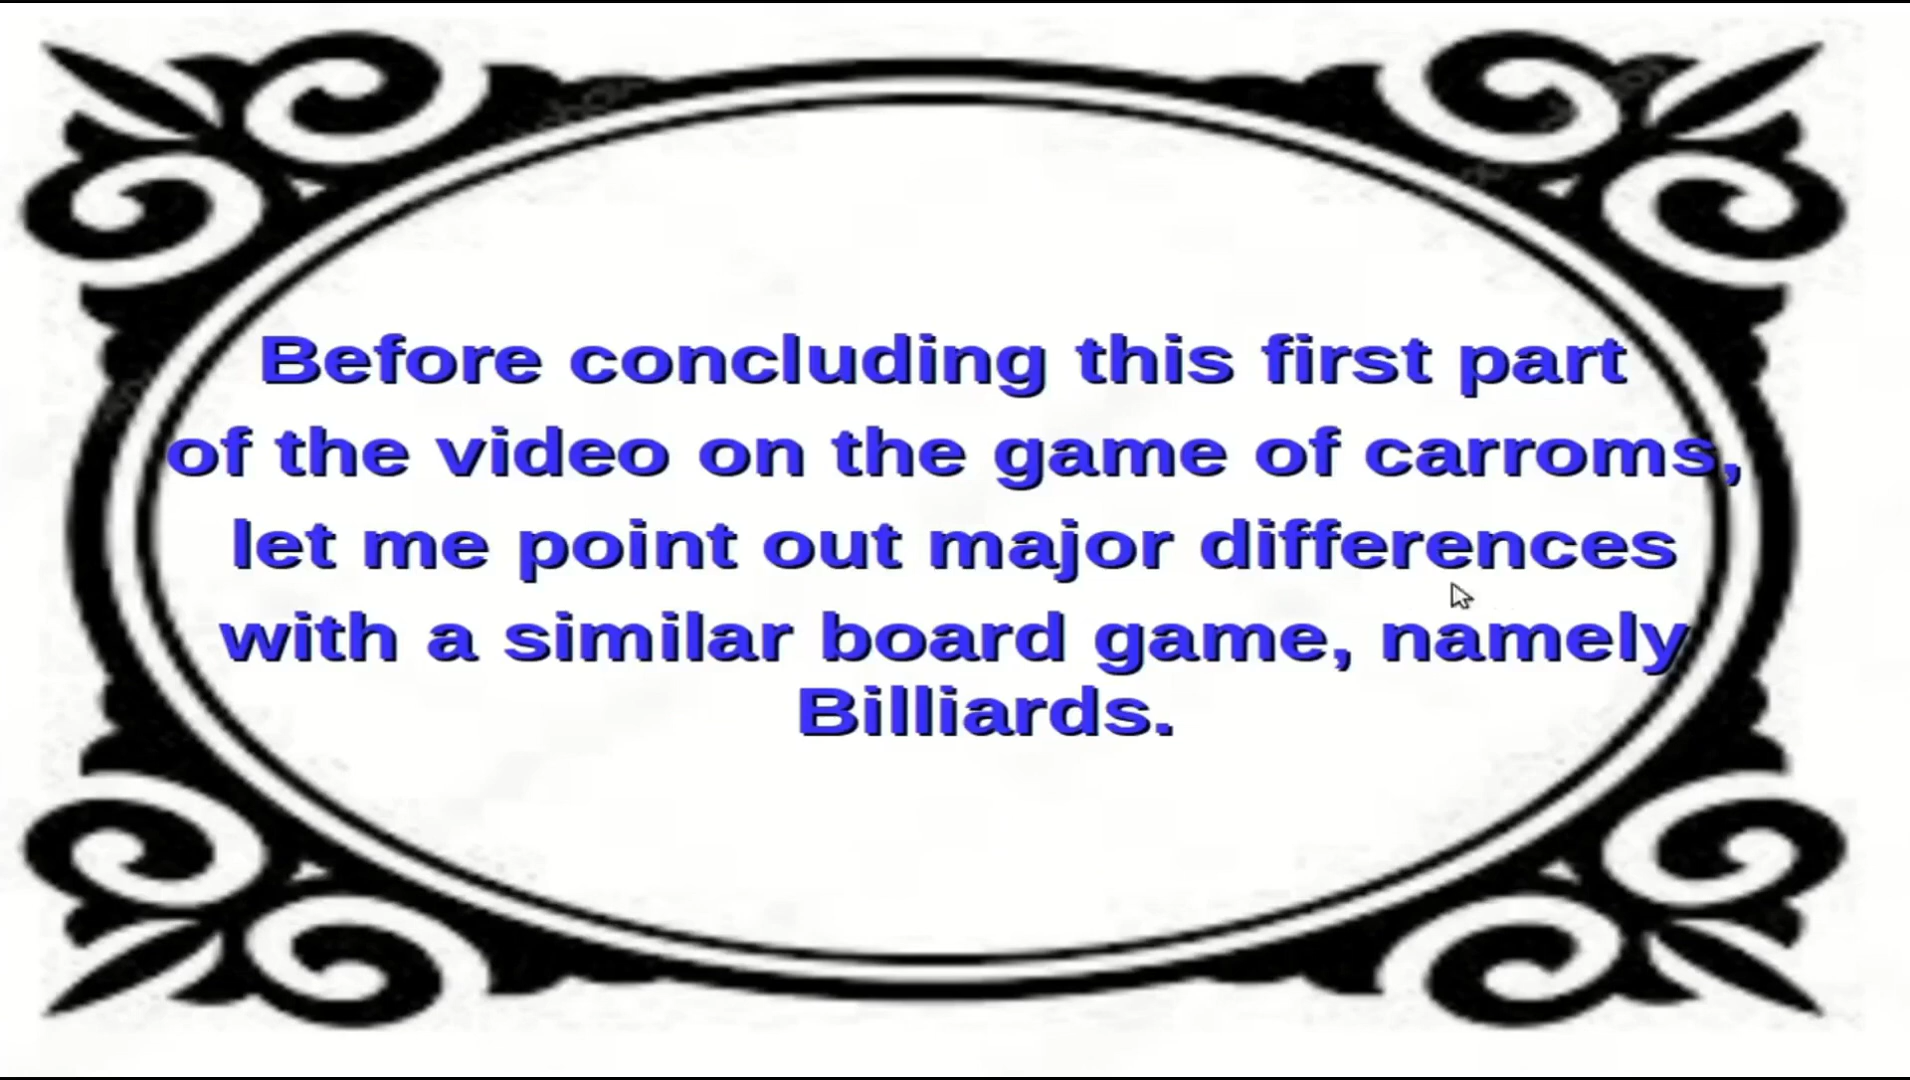 Before concluding this first part
of the video on the game of carroms,
let me point out major differences
with a similar board game, namely
Billiards.